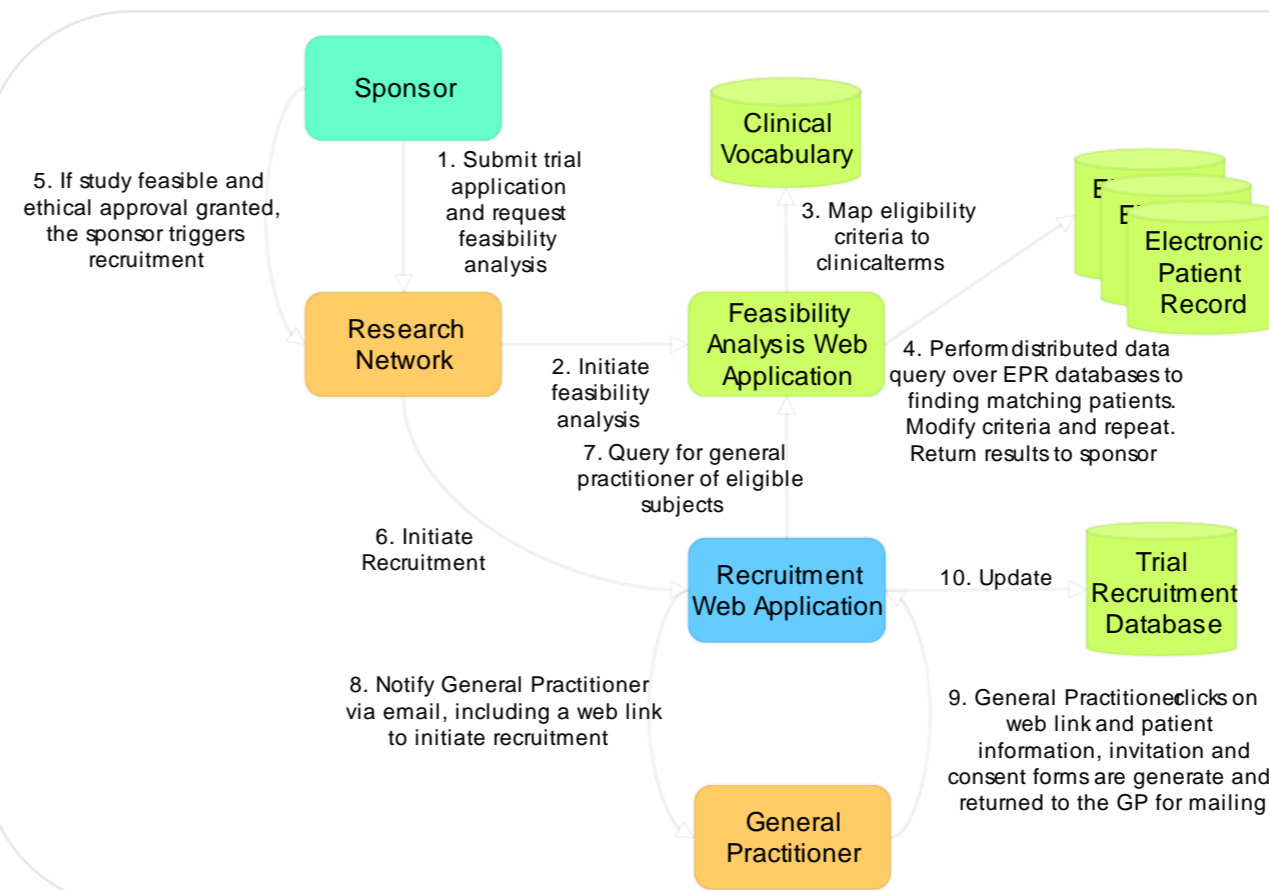 Sponsor
1. Submit trial
application
and request
feasibility
analysis
5. If study feasible and
ethical approval granted,
the sponsor triggers
recruitment
Clinical
Vocabulary
3. Map eligibility
criteria to
clinicalterms
El
El
Electronic
Patient
Record
Research
Network
2. Initiate
feasibility
analysis
Feasibility
Analysis Web
Application
4. Perform distributed data
query over EPR databases to
finding matching patients.
Modify criteria and repeat.
Return results to sponsor
7. Query for general
practitioner of eligible
subjects
6. Initiate
Recruitment
Recruitment
Web Application
10. Update
Trial
Recruitment
Database
8. Notify General Practitioner
via email, including a web link
to initiate recruitment
9. General Practitionerclicks on
web link and patient
information, invitation and
consent forms are generate and
returned to the GP for mailing
General
Practitioner